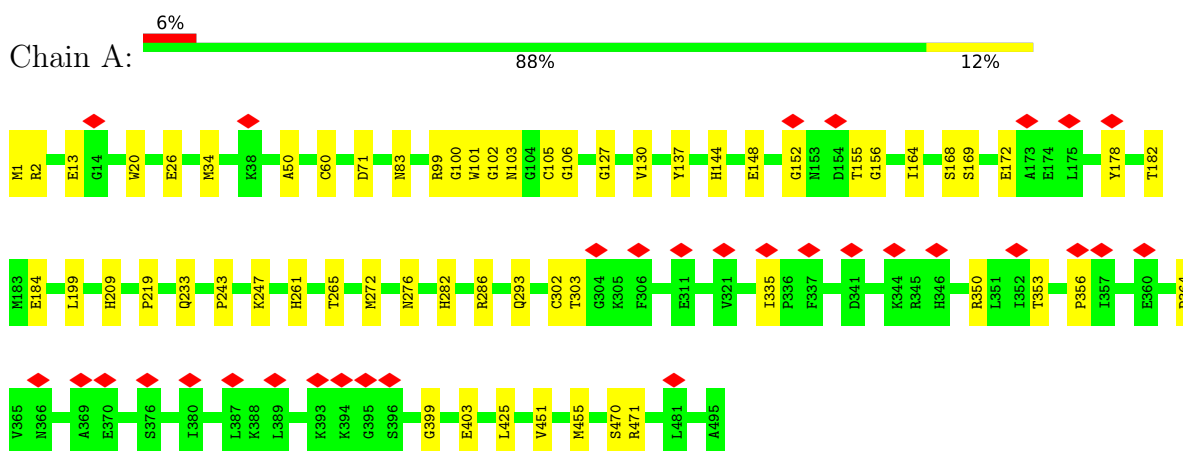 6%
Chain A:
88% 12%
M1 R2 E13 G14 W20 E26 M34 K38 A50 C60 D71 N83 R99 G100 W101 G102 N103 G104 C105 G106 G127 V130 Y137 H144 E148 G152 N153 D154 T155 G156 I164 S168 S169 E172 A173 E174 L175 Y178 T182
M183 E184 L199 H209 P219 Q233 P243 K247 H261 T265 M272 N276 H282 R286 Q293 C302 T303 G304 K305 F306 E311 V321 I335 P336 F337 D341 K344 R345 H346 R350 L351 I352 T353 P356 I357 E360
V365 N366 A369 E370 S376 I380 L387 K388 L389 K393 K394 G395 S396 G399 E403 L425 V451 M455 S470 R471 L481 A495